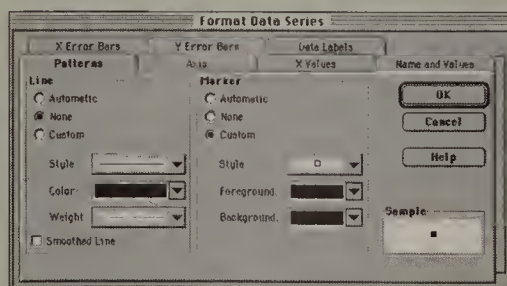 Format Data Series
X Error Bars Y Error Bars Data Labels
Patterns Axis X Values Name and Values
Line
Automatic
None
Custom
Style
Color
Weight
Smoothed Line
Marker
Automatic
None
Custom
Style
Foreground.
Background.
OK
Cancel
Help
Sample